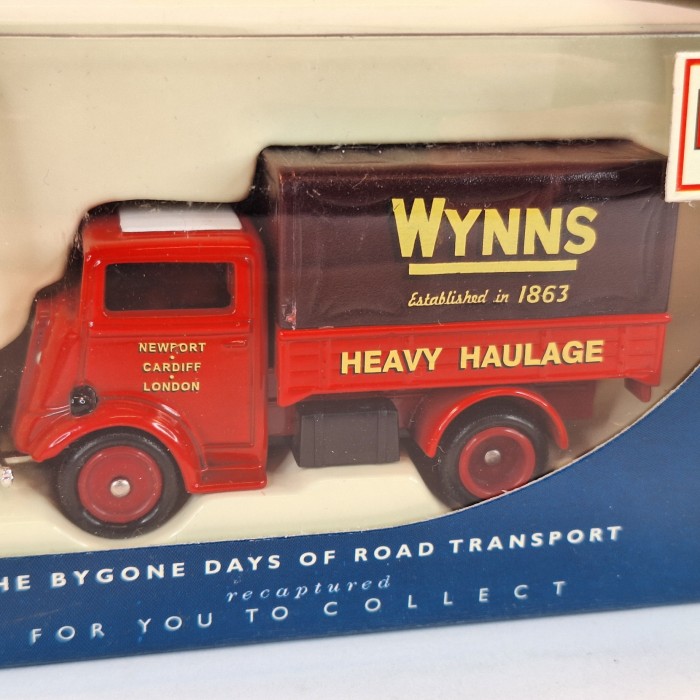 WYNNS
Established in 1863
NEWPORT
CARDIFF
LONDON
HEAVY HAULAGE
HE BYGONE DAYS OF ROAD TRANSPORT
recaptured
FOR YOU TO COLLECT